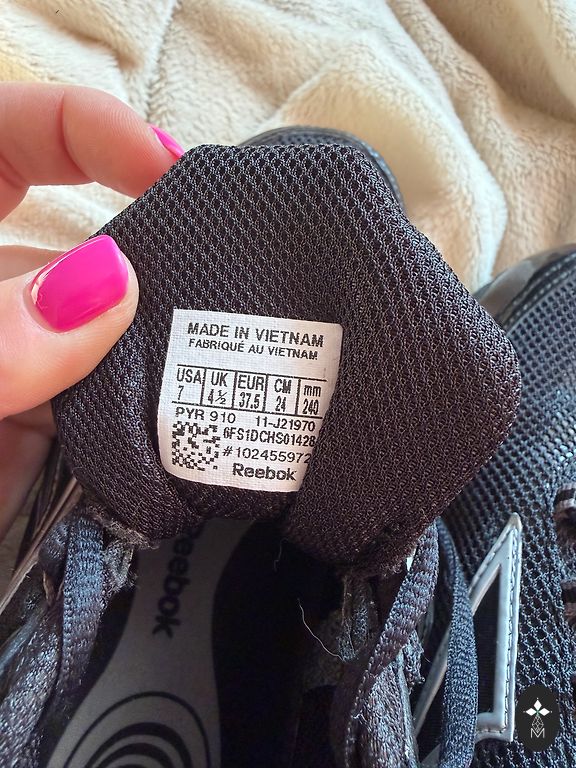 MADE IN VIETNAM
FABRIQUÉ AU VIETNAM
USA UK EUR CM mm
7 4½ 37.5 24 240
PYR 910 11-J21970
6FS1DCHS01428
#102455972
Reebok
Reebok